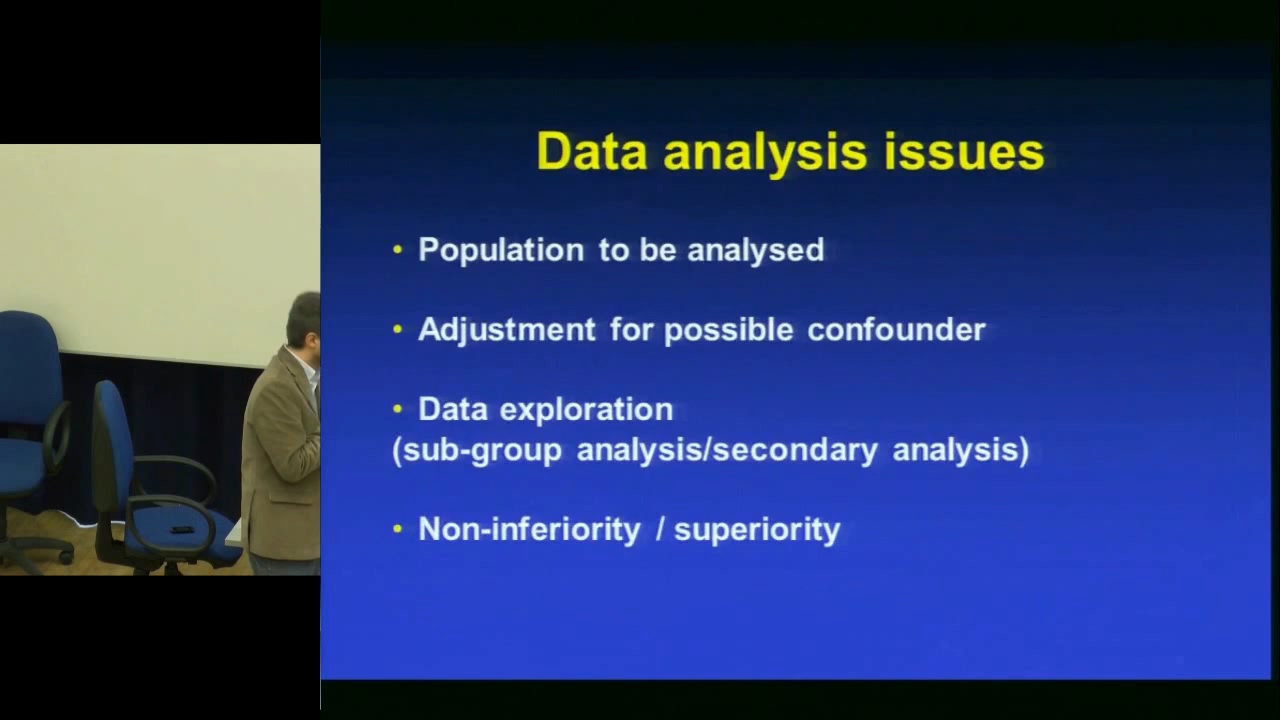 Data analysis issues
• Population to be analysed
• Adjustment for possible confounder
• Data exploration
(sub-group analysis/secondary analysis)
• Non-inferiority / superiority